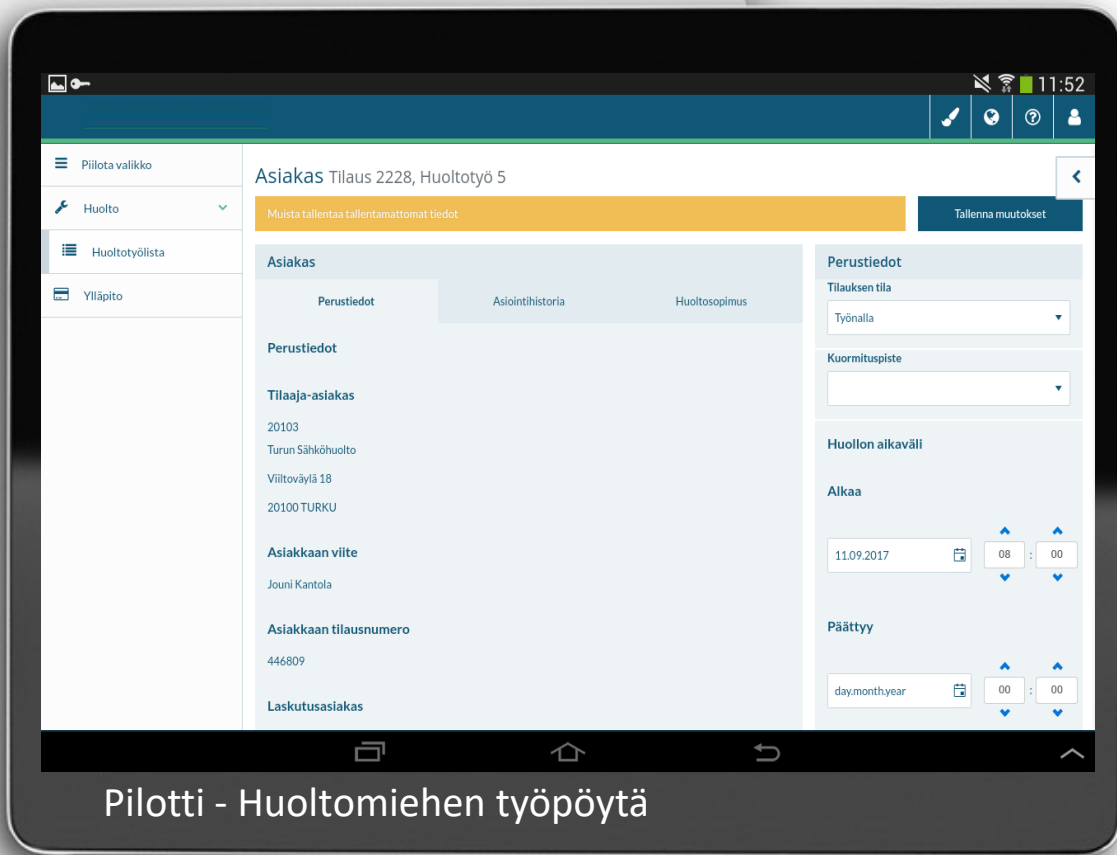 11:52
Piilota valikko
Huolto
Huoltotyölista
Ylläpito
Asiakas Tilaus 2228, Huoltotyö 5
Muista tallentaa tallentamattomat tiedot
Tallenna muutokset
Asiakas
Perustiedot Asiointihistoria Huoltosopimus
Perustiedot
Tilaaja-asiakas
20103
Turun Sähköhuolto
Viiltoväylä 18
20100 TURKU
Asiakkaan viite
Jouni Kantola
Asiakkaan tilausnumero
446809
Laskutusasiakas
Perustiedot
Tilauksen tila
Työnalla
Kuormituspiste
Huollon aikaväli
Alkaa
11.09.2017 08 : 00
Päättyy
day.month.year 00 : 00
Pilotti - Huoltomiehen työpöytä